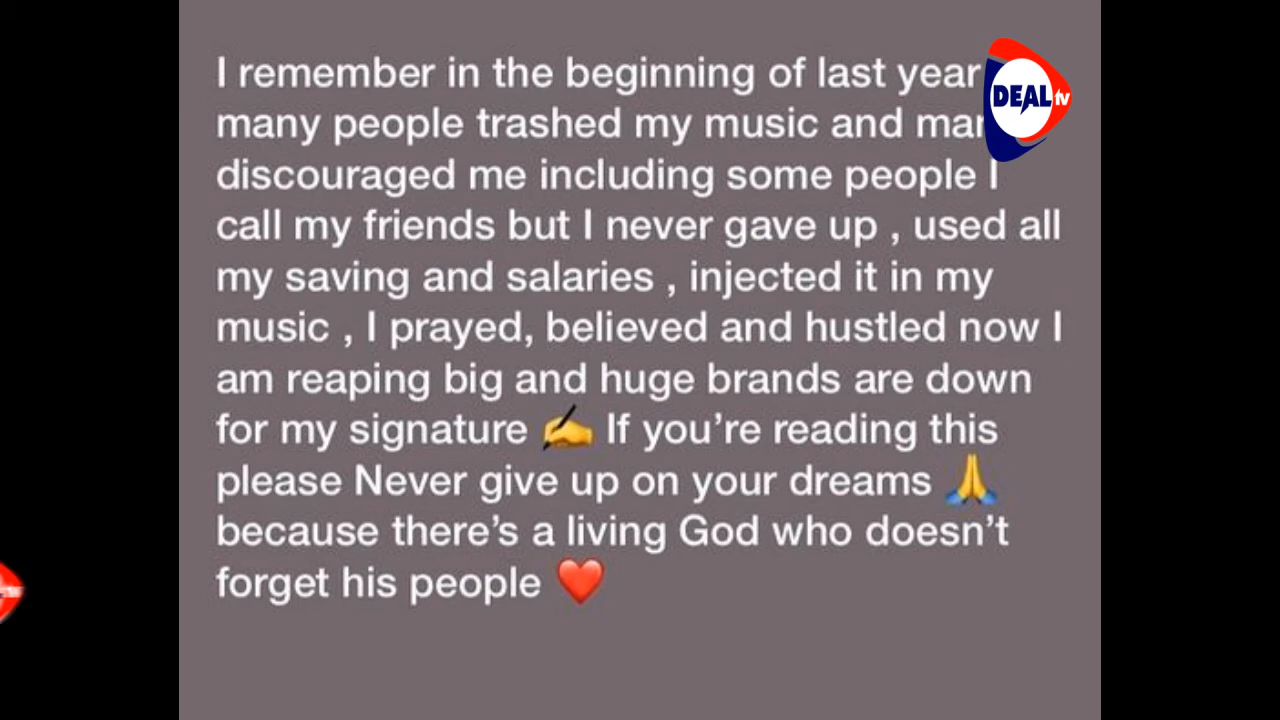 I remember in the beginning of last year
many people trashed my music and
discouraged me including some people I
call my friends but I never gave up , used all
my saving and salaries , injected it in my
music , I prayed, believed and hustled now I
am reaping big and huge brands are down
for my signature ✍️ If you’re reading this
please Never give up on your dreams 🙏
because there’s a living God who doesn’t
forget his people ❤️
DEAL tv